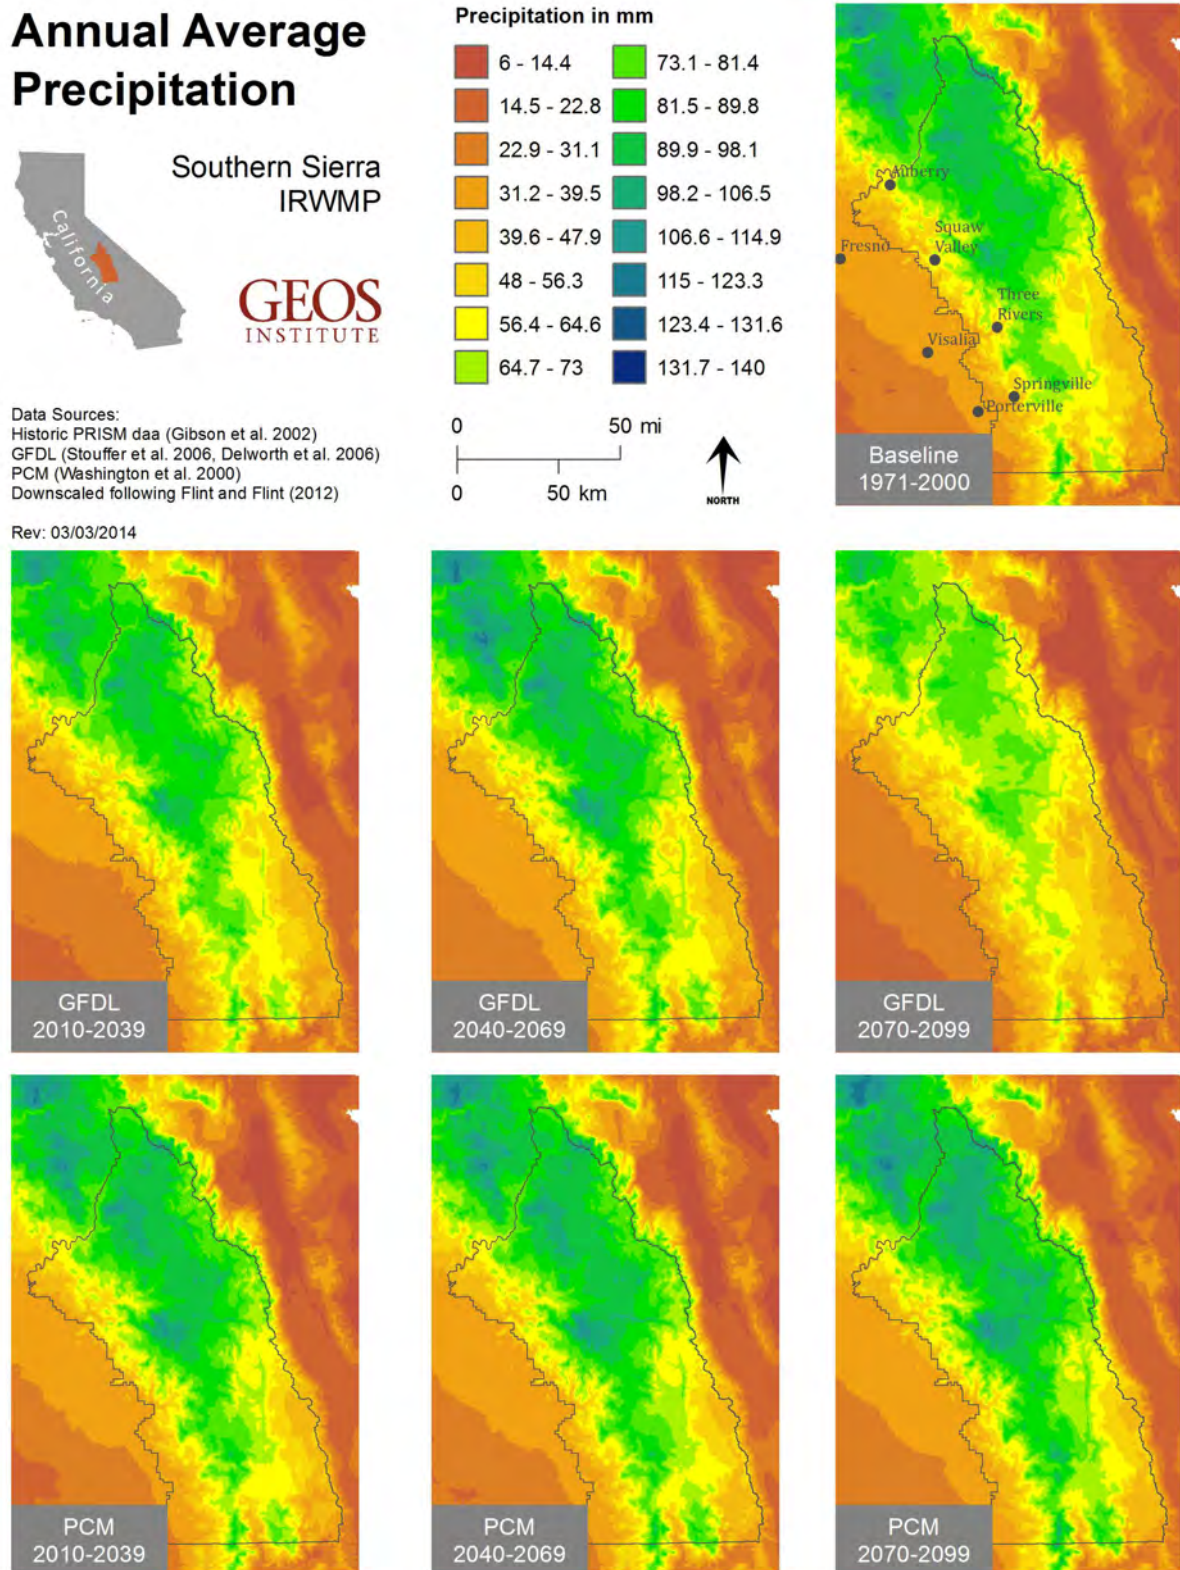 Annual Average
Precipitation
Southern Sierra
IRWMP
California
GEOS
INSTITUTE
Data Sources:
Historic PRISM daa (Gibson et al. 2002)
GFDL (Stouffer et al. 2006, Delworth et al. 2006)
PCM (Washington et al. 2000)
Downscaled following Flint and Flint (2012)
Rev: 03/03/2014
Precipitation in mm
6 - 14.4
14.5 - 22.8
22.9 - 31.1
31.2 - 39.5
39.6 - 47.9
48 - 56.3
56.4 - 64.6
64.7 - 73
73.1 - 81.4
81.5 - 89.8
89.9 - 98.1
98.2 - 106.5
106.6 - 114.9
115 - 123.3
123.4 - 131.6
131.7 - 140
0 50 mi
0 50 km
NORTH
Auberry
Squaw
Valley
Fresno
Three
Rivers
Visalia
Springville
Porterville
Baseline
1971-2000
GFDL
2010-2039
GFDL
2040-2069
GFDL
2070-2099
PCM
2010-2039
PCM
2040-2069
PCM
2070-2099